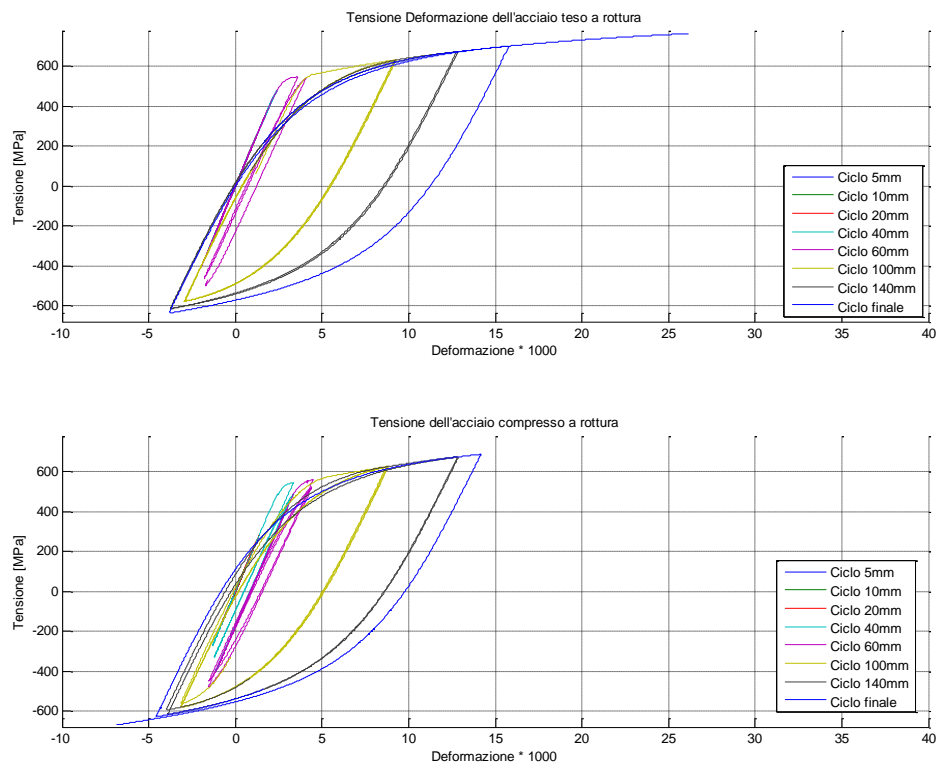 Tensione Deformazione dell'acciaio teso a rottura
600
400
200
0
-200
-400
-600
Tensione [MPa]
-10 -5 0 5 10 15 20 25 30 35 40
Deformazione * 1000
Ciclo 5mm
Ciclo 10mm
Ciclo 20mm
Ciclo 40mm
Ciclo 60mm
Ciclo 100mm
Ciclo 140mm
Ciclo finale
Tensione dell'acciaio compresso a rottura
600
400
200
0
-200
-400
-600
Tensione [MPa]
-10 -5 0 5 10 15 20 25 30 35 40
Deformazione * 1000
Ciclo 5mm
Ciclo 10mm
Ciclo 20mm
Ciclo 40mm
Ciclo 60mm
Ciclo 100mm
Ciclo 140mm
Ciclo finale